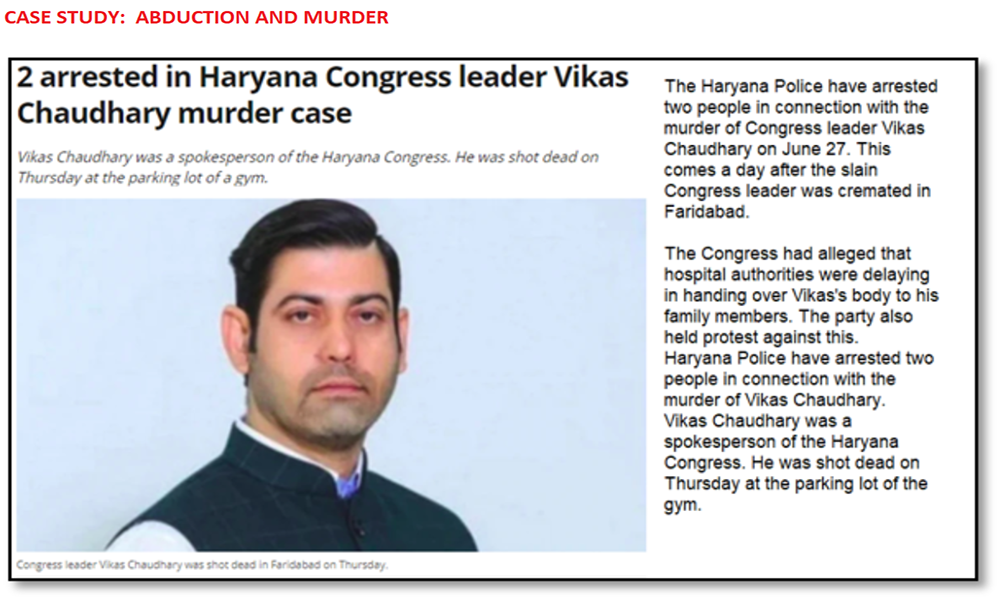 CASE STUDY: ABDUCTION AND MURDER
2 arrested in Haryana Congress leader Vikas
Chaudhary murder case
Vikas Chaudhary was a spokesperson of the Haryana Congress. He was shot dead on
Thursday at the parking lot of a gym.
Congress leader Vikas Chaudhary was shot dead in Faridabad on Thursday.
The Haryana Police have arrested
two people in connection with the
murder of Congress leader Vikas
Chaudhary on June 27. This
comes a day after the slain
Congress leader was cremated in
Faridabad.
The Congress had alleged that
hospital authorities were delaying
in handing over Vikas's body to his
family members. The party also
held protest against this.
Haryana Police have arrested two
people in connection with the
murder of Vikas Chaudhary.
Vikas Chaudhary was a
spokesperson of the Haryana
Congress. He was shot dead on
Thursday at the parking lot of the
gym.